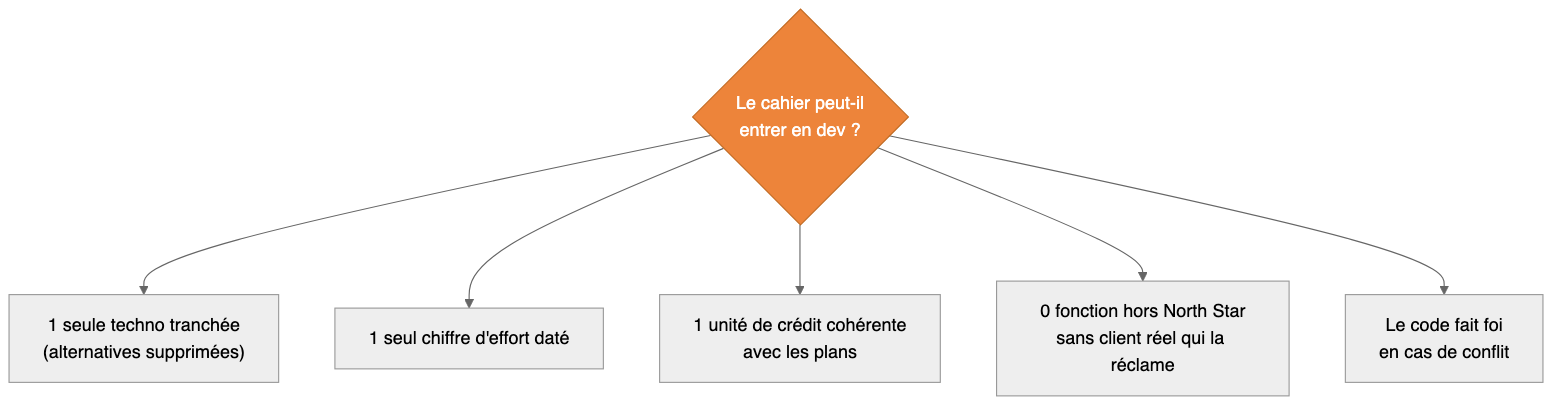 Le cahier peut-il
entrer en dev ?
1 seule techno tranchée
(alternatives supprimées)
1 seul chiffre d'effort daté
1 unité de crédit cohérente
avec les plans
0 fonction hors North Star
sans client réel qui la
réclame
Le code fait foi
en cas de conflit